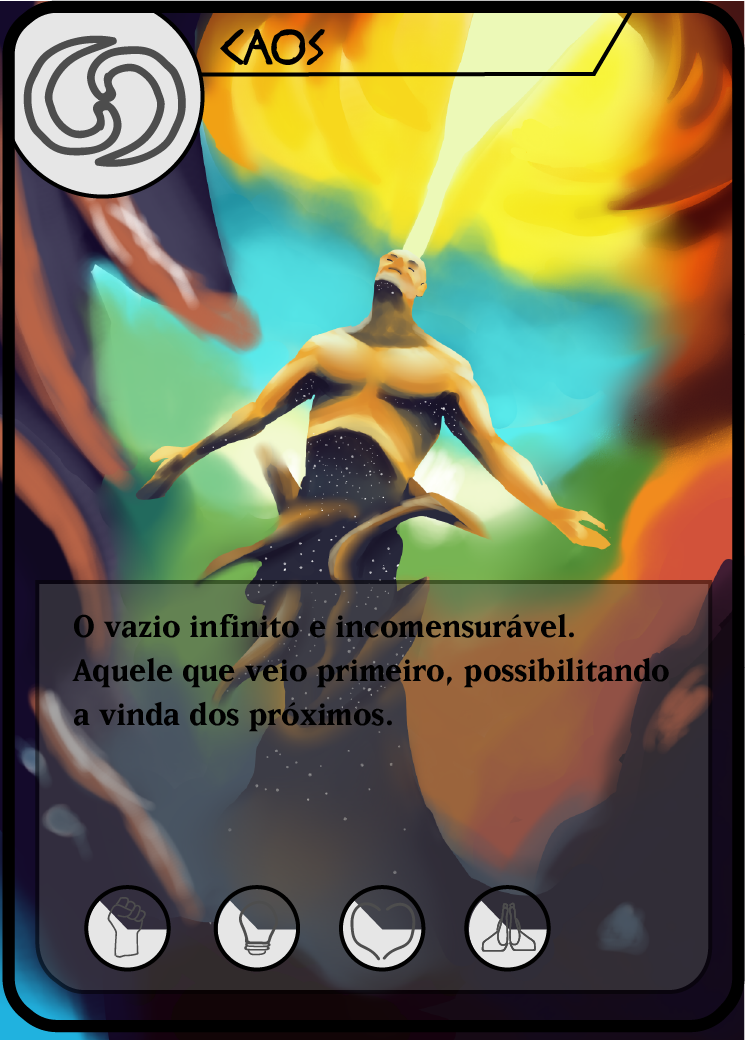 CAOS
O vazio infinito e incomensurável.
Aquele que veio primeiro, possibilitando
a vinda dos próximos.